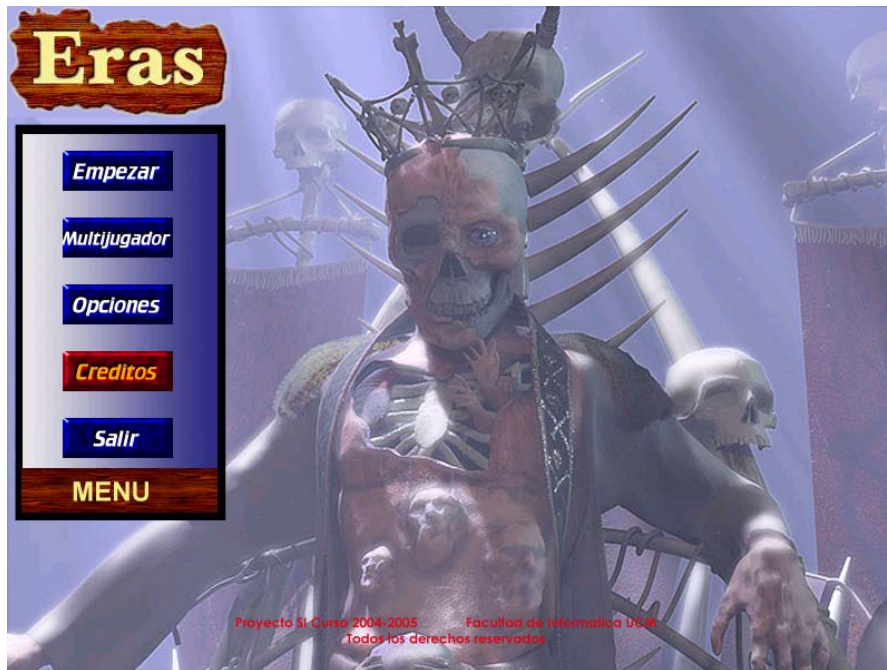 Eras
Empezar
Multijugador
Opciones
Creditos
Salir
MENU
Proyecto SI Curso 2004-2005 Facultad de Informatica UCM
Todos los derechos reservados